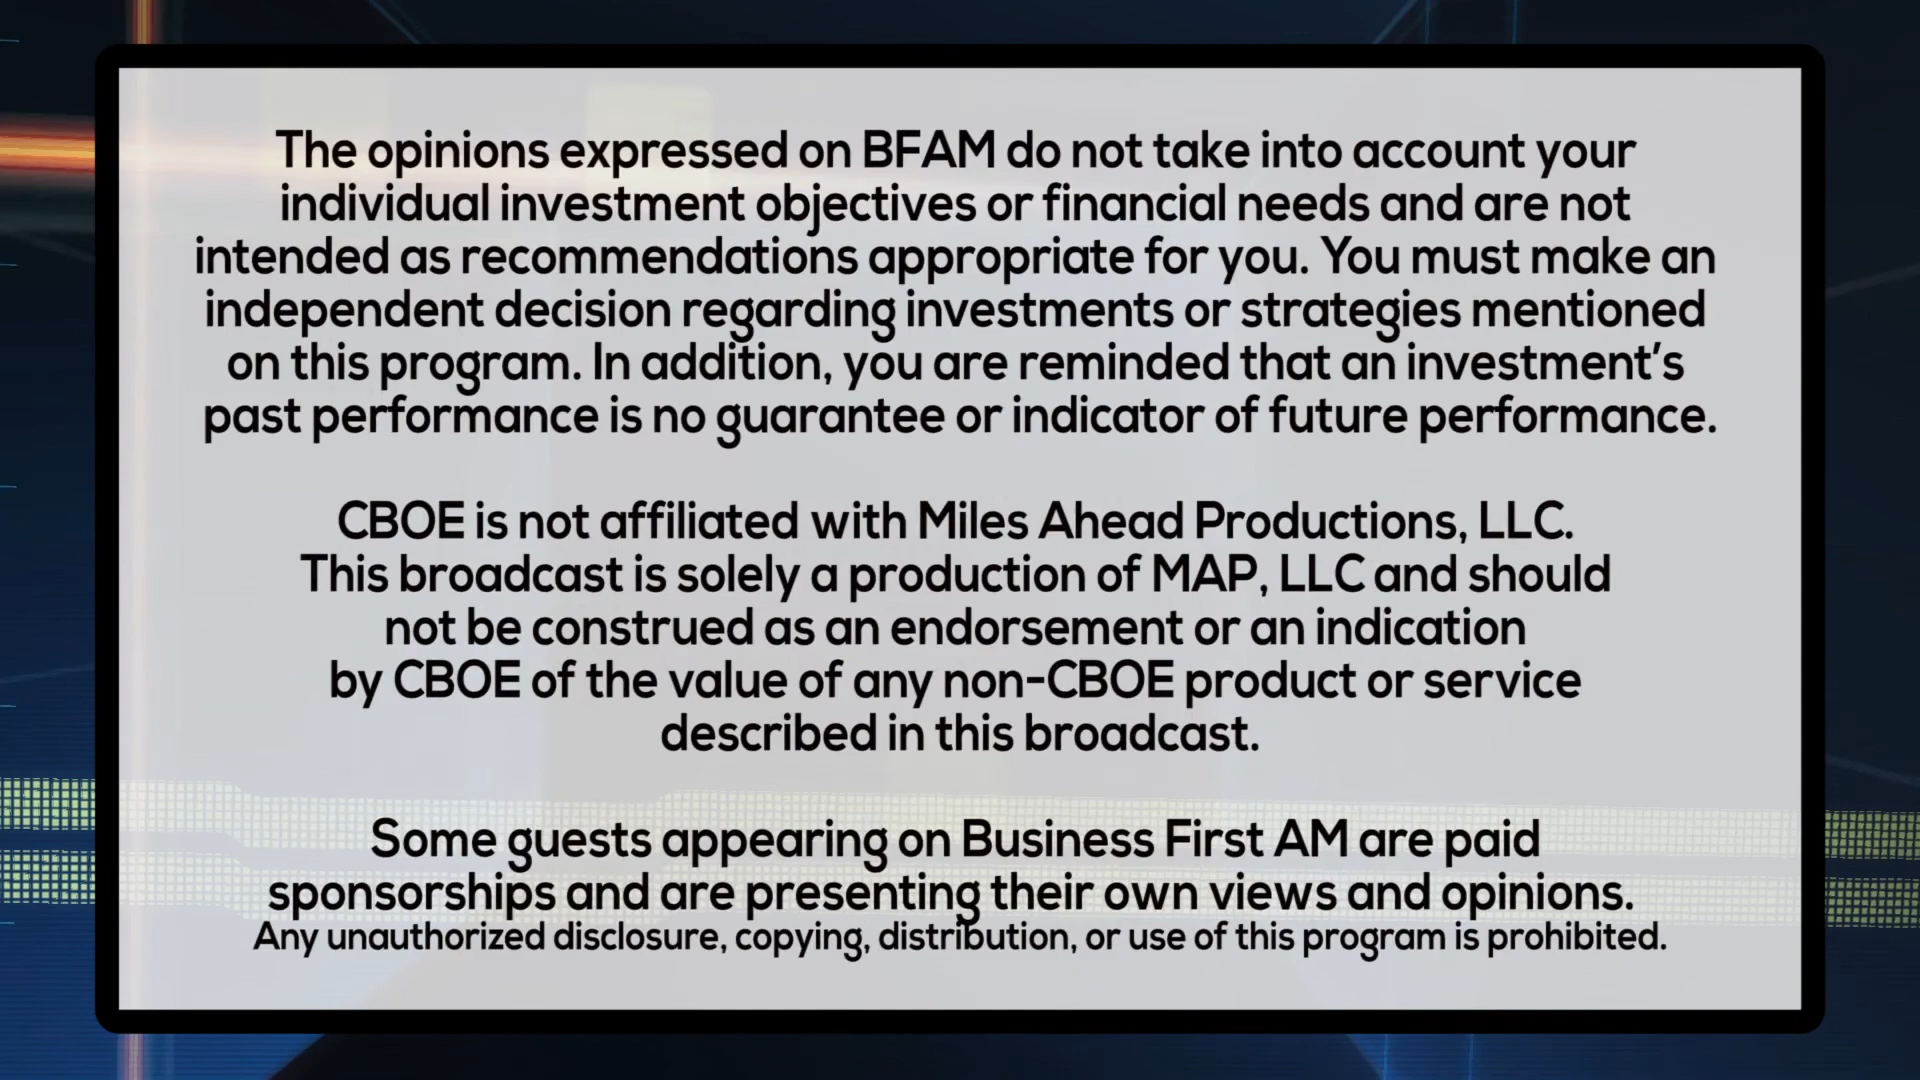 The opinions expressed on BFAM do not take into account your
individual investment objectives or financial needs and are not
intended as recommendations appropriate for you. You must make an
independent decision regarding investments or strategies mentioned
on this program. In addition, you are reminded that an investment's
past performance is no guarantee or indicator of future performance.
CBOE is not affiliated with Miles Ahead Productions, LLC.
This broadcast is solely a production of MAP, LLC and should
not be construed as an endorsement or an indication
by CBOE of the value of any non-CBOE product or service
described in this broadcast.
Some guests appearing on Business First AM are paid
sponsorships and are presenting their own views and opinions.
Any unauthorized disclosure, copying, distribution, or use of this program is prohibited.